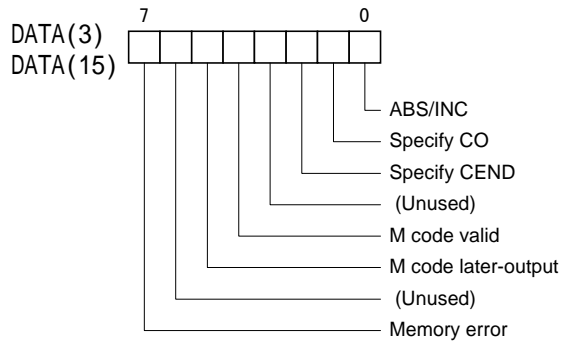 7 0
DATA(3)
DATA(15)
ABS/INC
Specify CO
Specify CEND
(Unused)
M code valid
M code later-output
(Unused)
Memory error